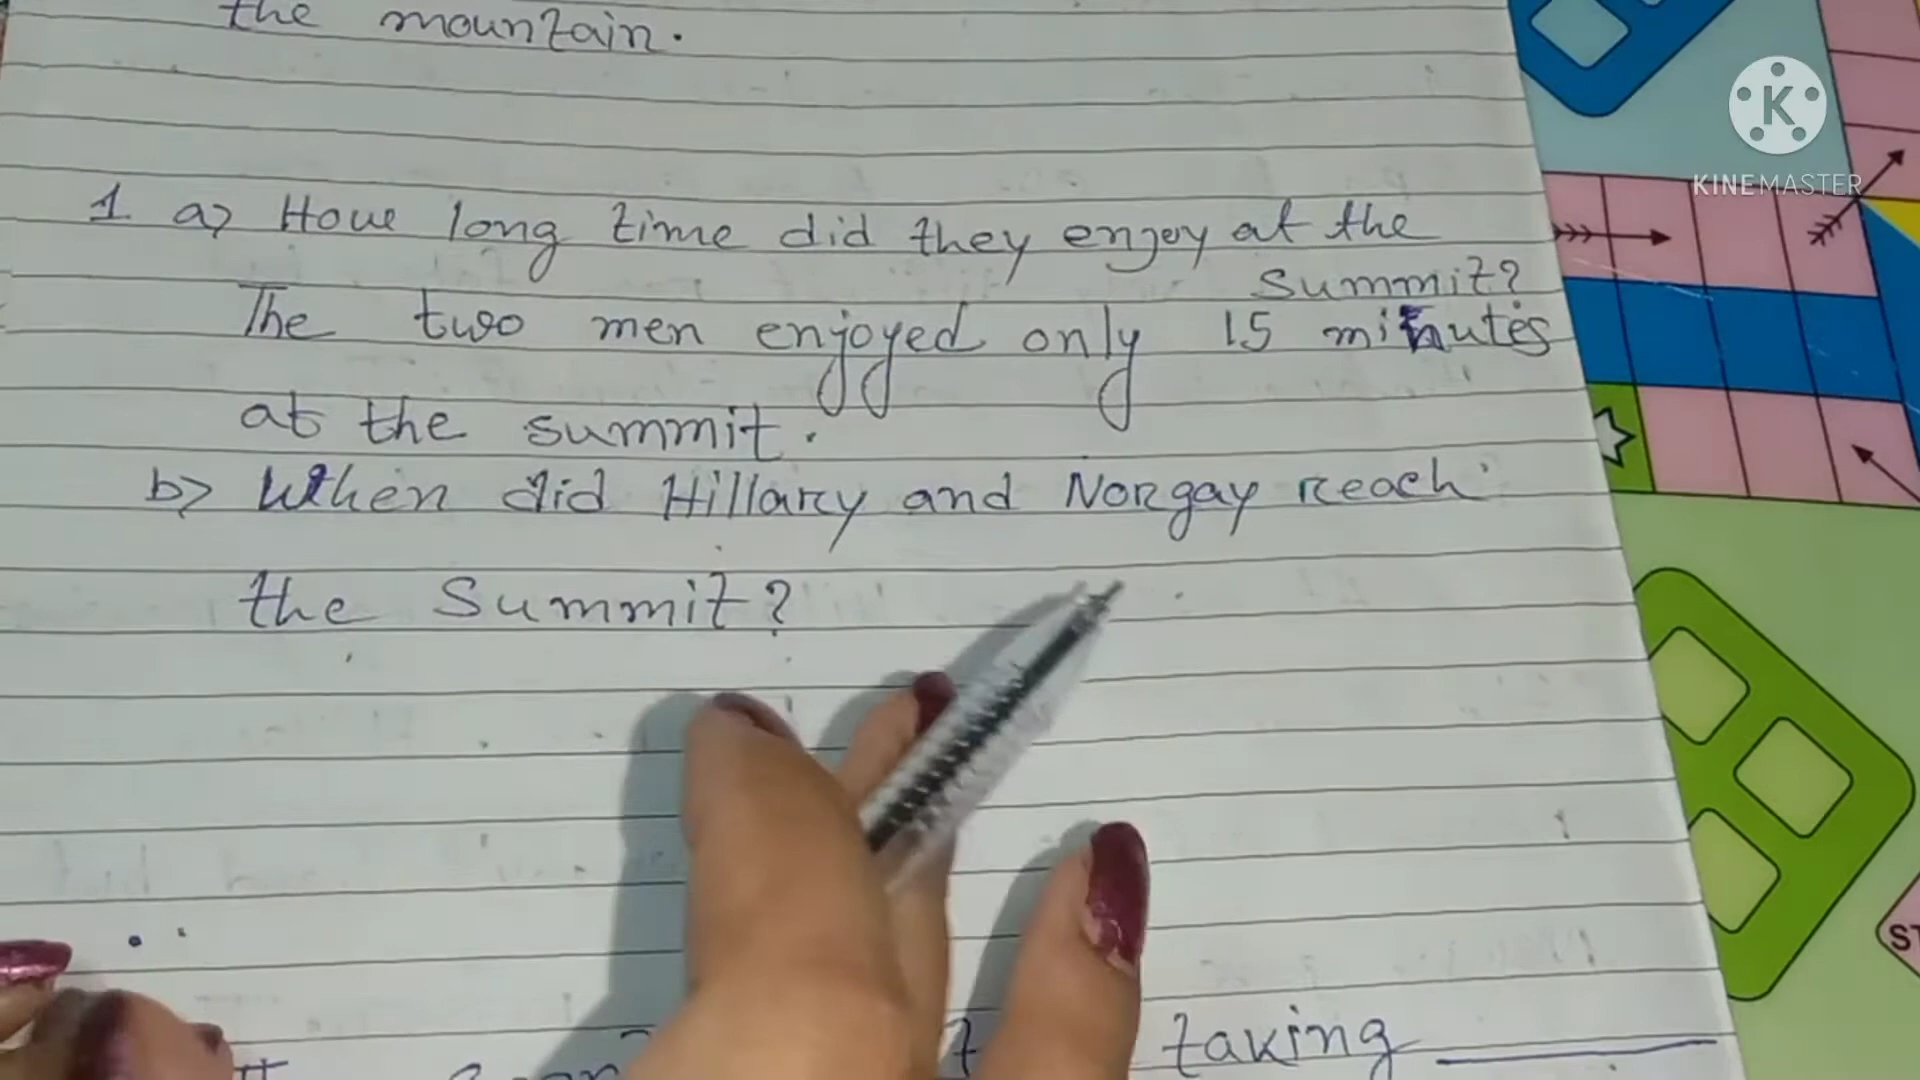 the mountain.
KINEMASTER
1 a) Howe long time did they enjoy at the
summit?
The two men enjoyed only 15 minutes
at the summit.
b) When did Hillary and Norgay reach
the Summit?
taking